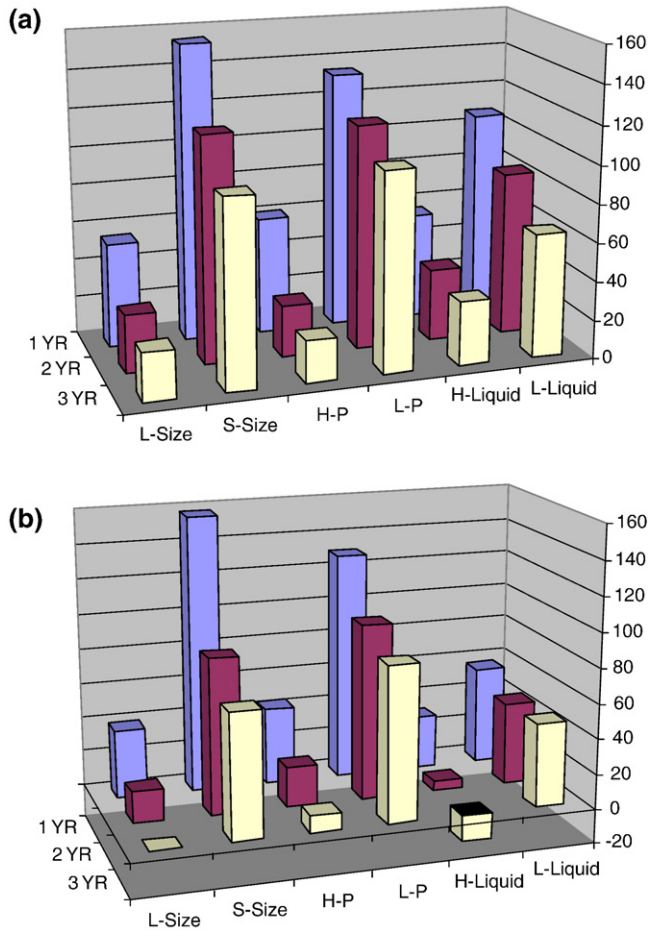 (a)
160
140
120
100
80
60
40
20
0
1 YR
2 YR
3 YR
L-Size
S-Size
H-P
L-P
H-Liquid
L-Liquid
(b)
160
140
120
100
80
60
40
20
0
-20
1 YR
2 YR
3 YR
L-Size
S-Size
H-P
L-P
H-Liquid
L-Liquid